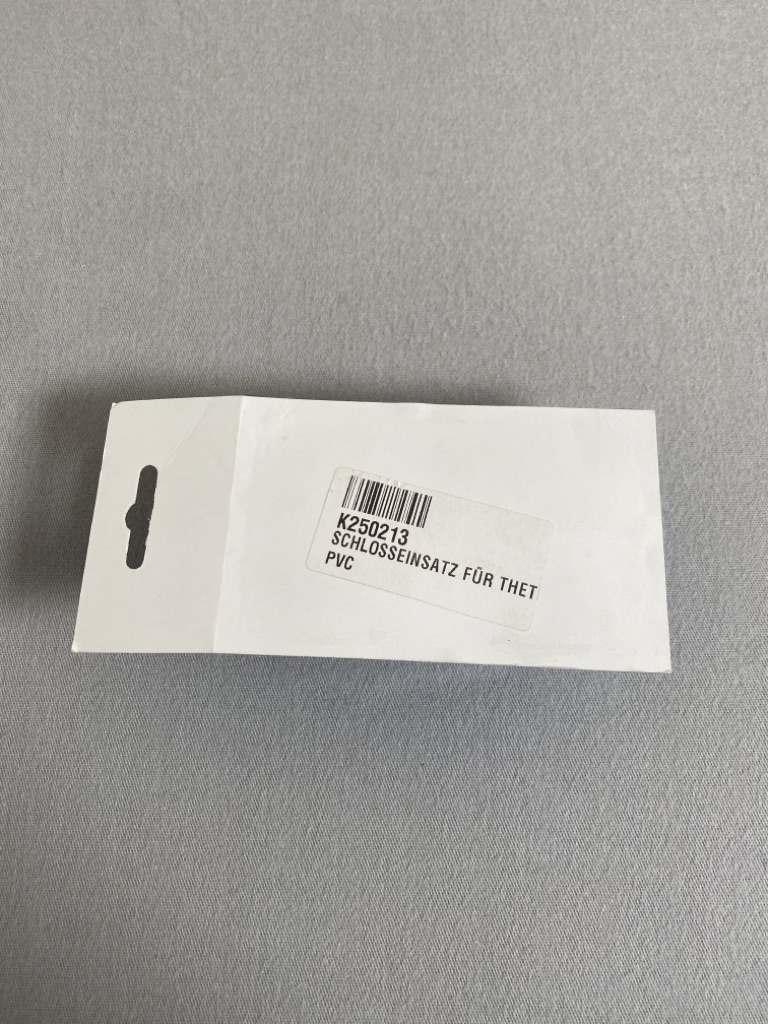 K250213
SCHLOSSEINSATZ FÜR THET
PVC